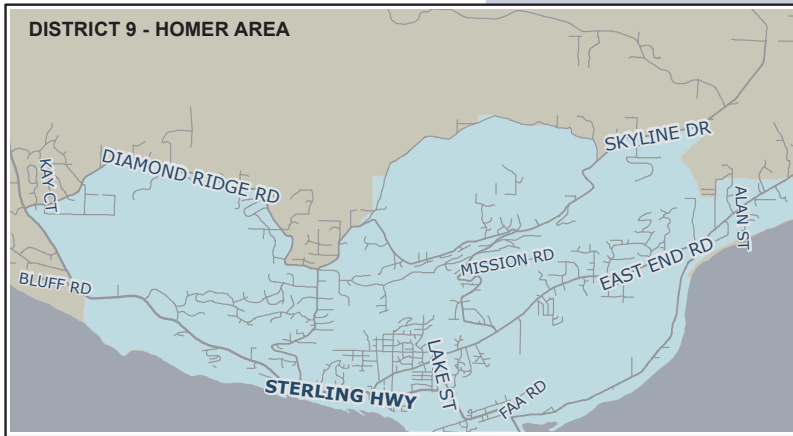 DISTRICT 9 - HOMER AREA
SKYLINE DR
DIAMOND RIDGE RD
KAY CT
ALAN ST
MISSION RD
EAST END RD
BLUFF RD
LAKE ST
STERLING HWY
FAA RD